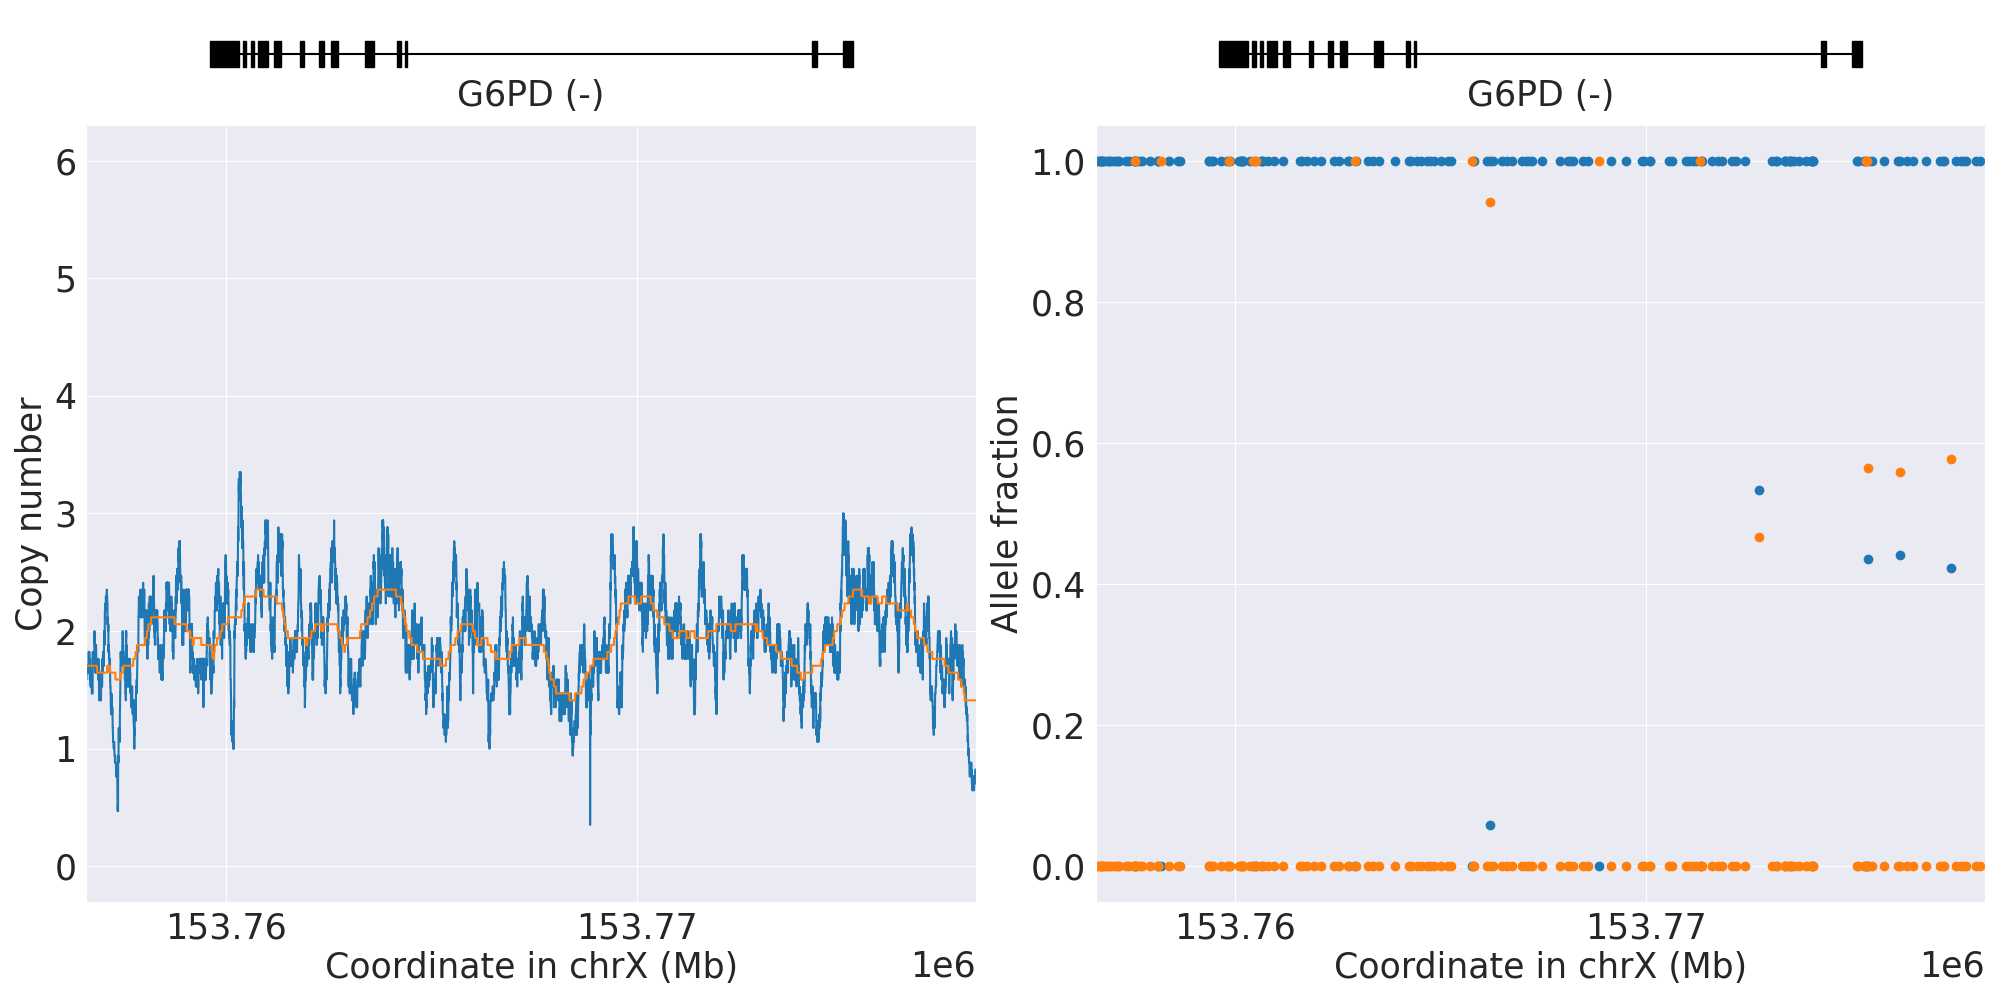 G6PD (-)
6
5
4
3
2
1
0
Copy number
153.76
153.77
Coordinate in chrX (Mb)
1e6
G6PD (-)
1.0
0.8
0.6
0.4
0.2
0.0
Allele fraction
153.76
153.77
Coordinate in chrX (Mb)
1e6